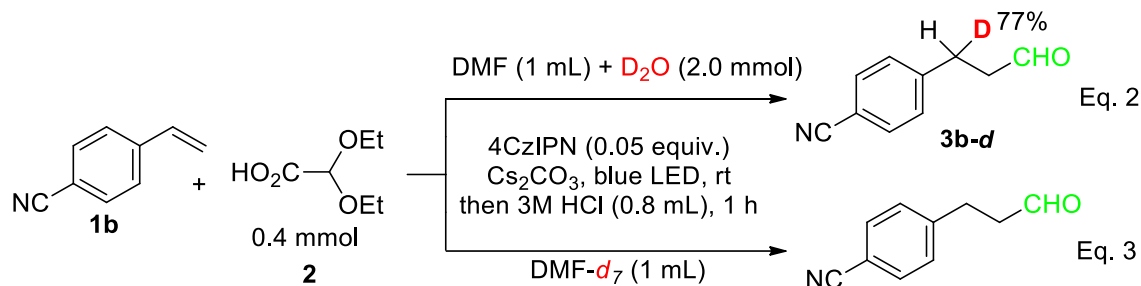 H D 77%
DMF (1 mL) + D₂O (2.0 mmol)
CHO
Eq. 2
NC
3b-d
OEt
4CzIPN (0.05 equiv.)
HO₂C
Cs₂CO₃, blue LED, rt
OEt
then 3M HCl (0.8 mL), 1 h
NC
1b
+
0.4 mmol
2
CHO
Eq. 3
DMF-d₇ (1 mL)
NC